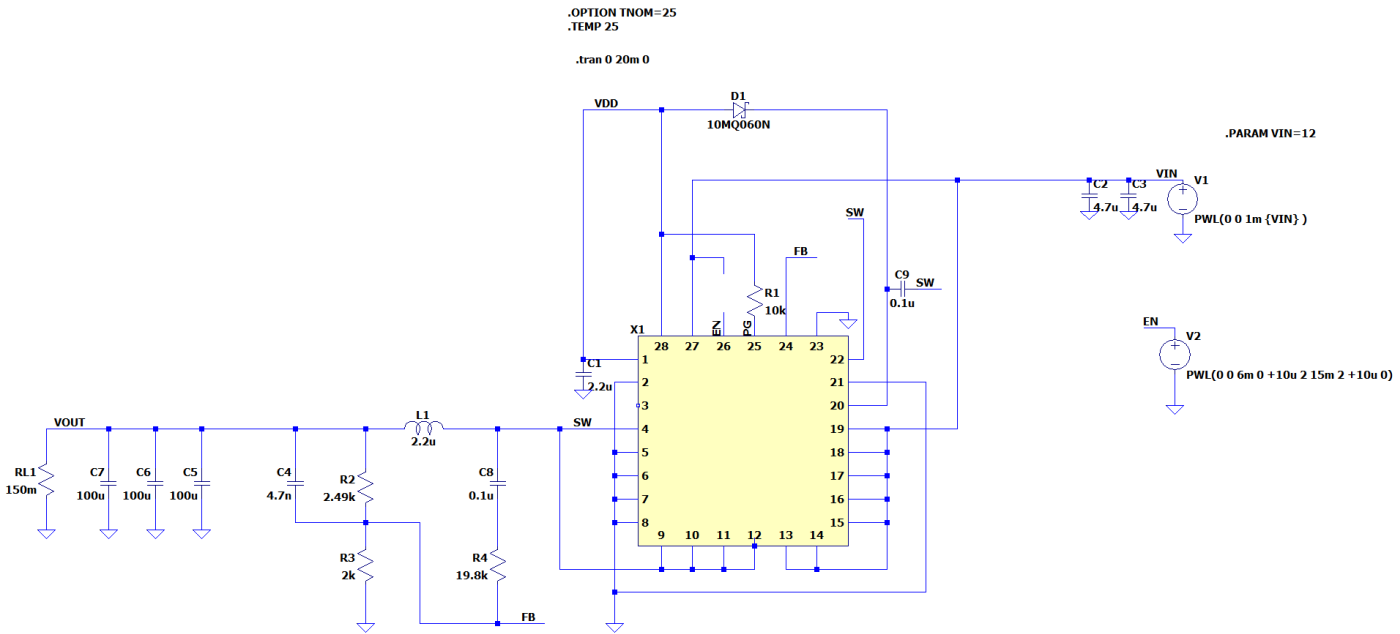 .OPTION TNOM=25
.TEMP 25
.tran 0 20m 0
D1
VDD
10MQ060N
.PARAM VIN=12
VIN
V1
C2
C3
4.7u
4.7u
PWL(0 0 1m {VIN} )
SW
FB
C9
SW
0.1u
R1
10k
EN
PG
X1
28
27
26
25
24
23
EN
V2
PWL(0 0 6m 0 +10u 2 15m 2 +10u 0)
C1
2.2u
1
2
3
4
5
6
7
8
22
21
20
19
18
17
16
15
9
10
11
12
13
14
L1
2.2u
VOUT
SW
RL1
150m
C7
100u
C6
100u
C5
100u
C4
4.7n
R2
2.49k
C8
0.1u
R3
2k
R4
19.8k
FB